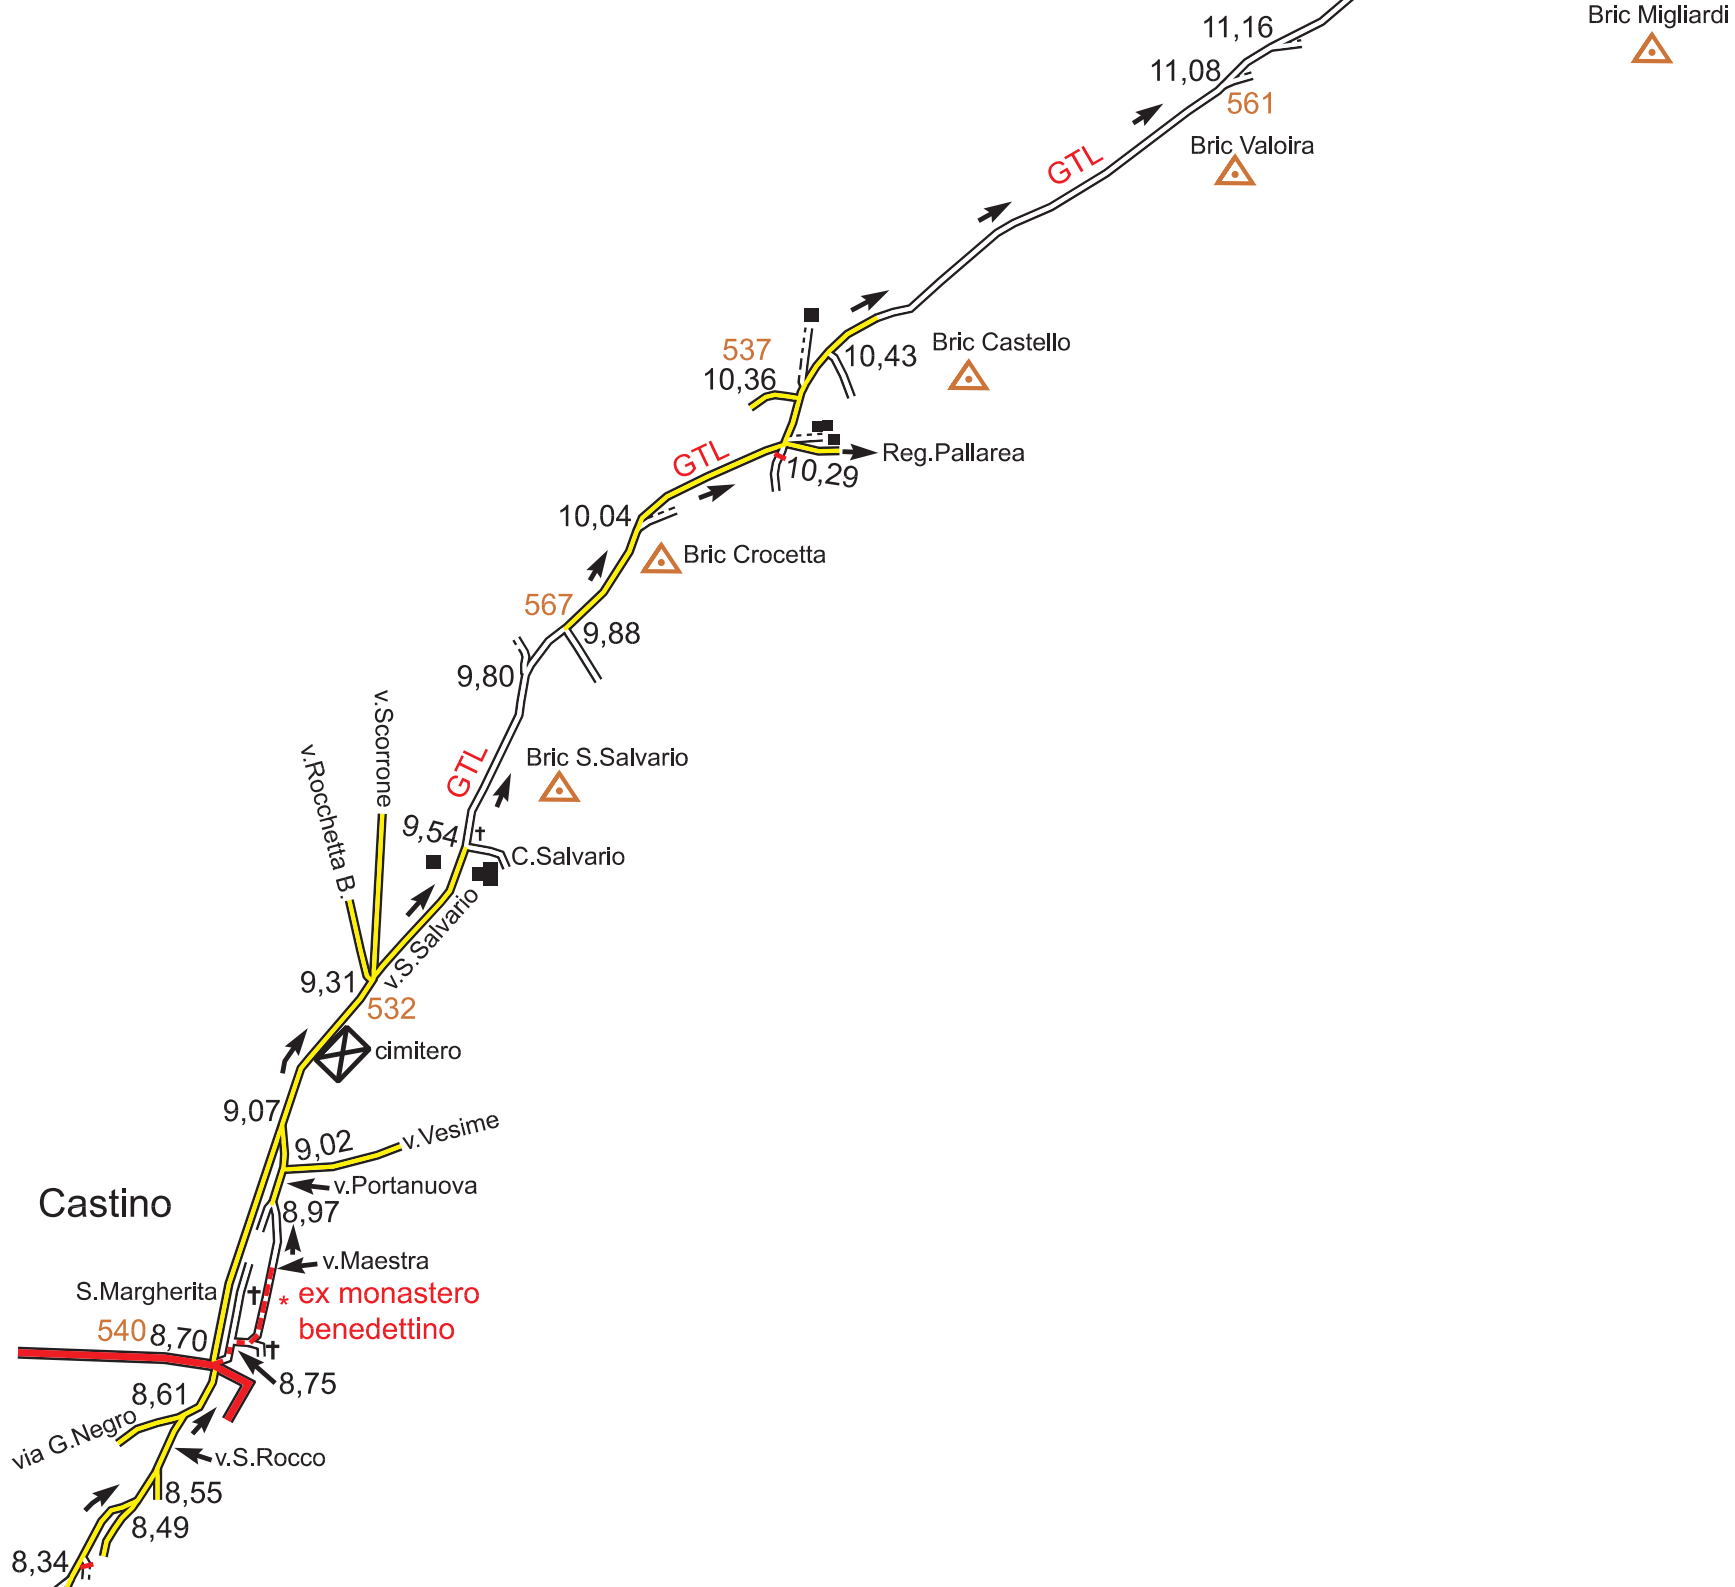 Bric Migliardi
11,16
11,08
561
Bric Valoira
GTL
537
10,36
10,43
Bric Castello
GTL
Reg.Pallarea
10,29
10,04
Bric Crocetta
567
9,88
9,80
v.Scorrone
v.Rocchetta B.
GTL
Bric S.Salvario
9,54
C.Salvario
v.S.Salvario
9,31
532
cimitero
9,07
9,02
v.Vesime
v.Portanuova
Castino
8,97
v.Maestra
S.Margherita
* ex monastero
benedettino
540
8,70
8,75
8,61
via G.Negro
v.S.Rocco
8,55
8,49
8,34